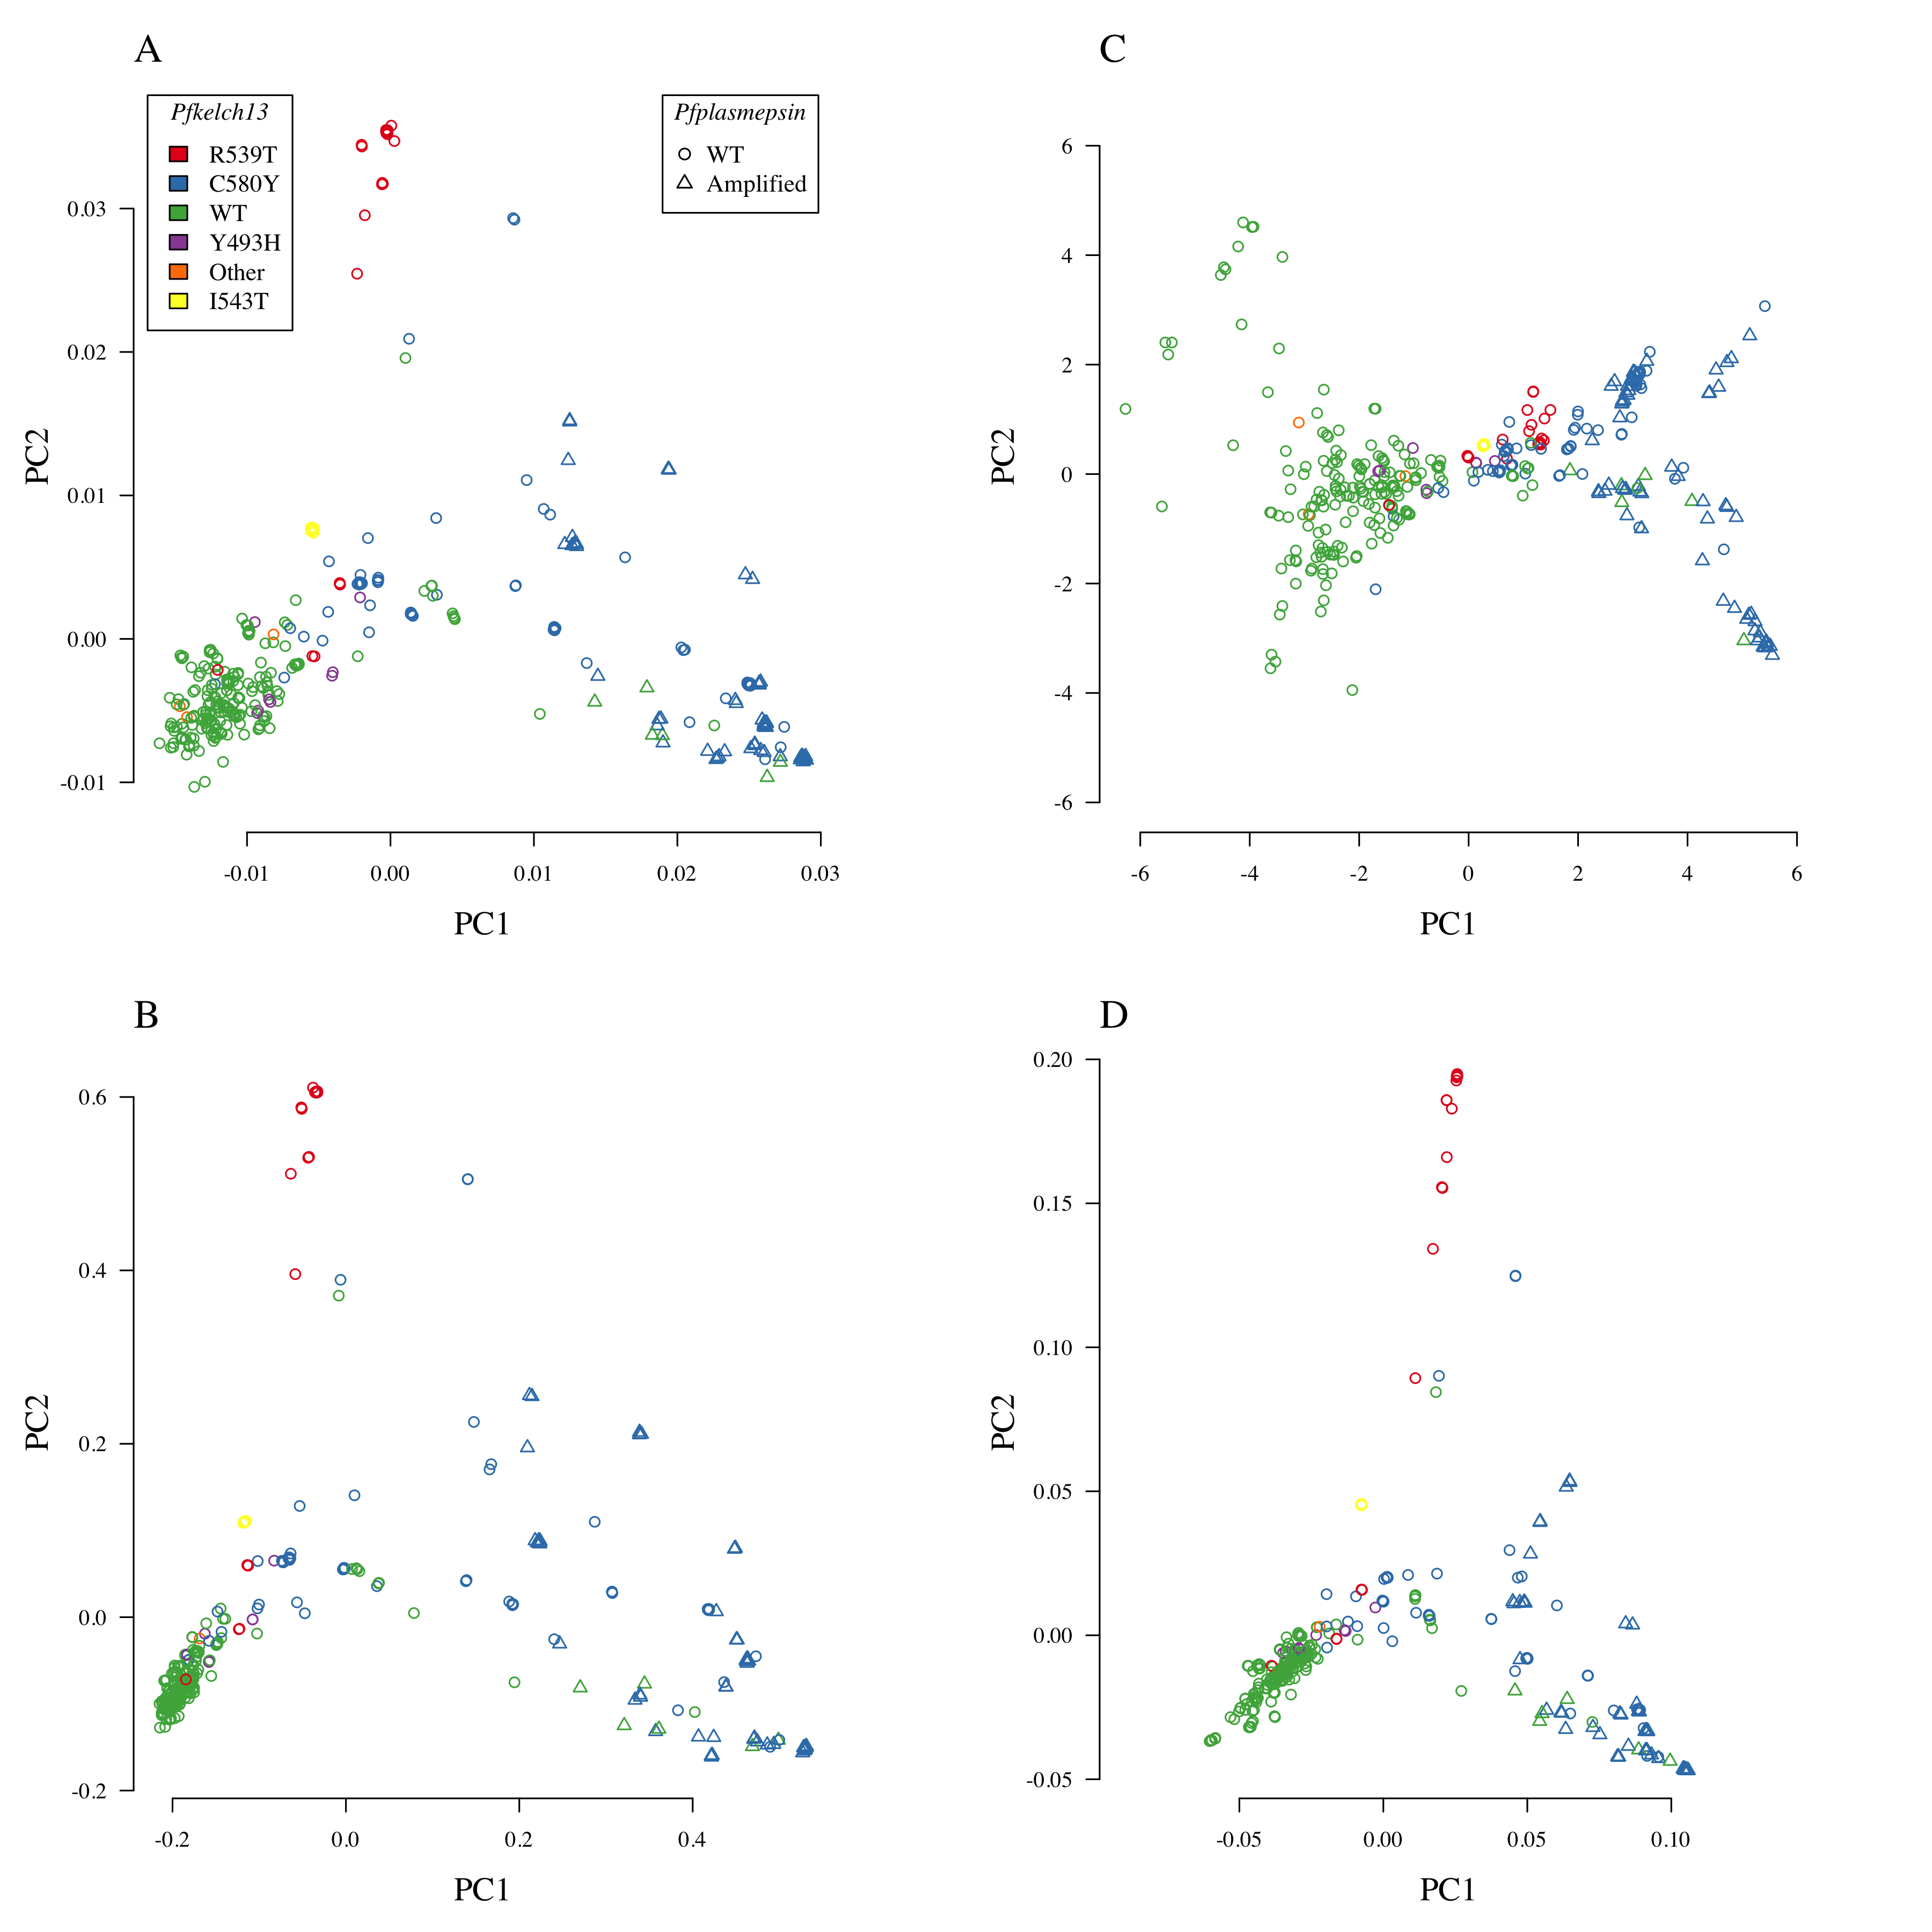 A
Pfkelch13
R539T
C580Y
WT
Y493H
Other
I543T
Pfplasmepsin
WT
Amplified
PC2
0.03
0.02
0.01
0.00
-0.01
-0.01 0.00 0.01 0.02 0.03
PC1
C
PC2
6
4
2
0
-2
-4
-6
-6 -4 -2 0 2 4 6
PC1
B
PC2
0.6
0.4
0.2
0.0
-0.2
-0.2 0.0 0.2 0.4
PC1
D
PC2
0.20
0.15
0.10
0.05
0.00
-0.05
-0.05 0.00 0.05 0.10
PC1